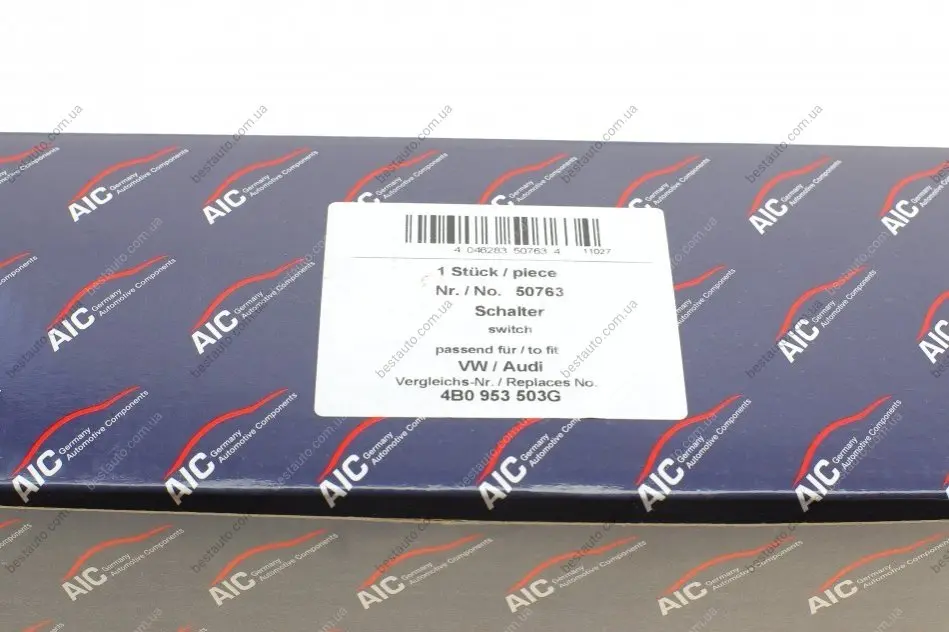 4 046283 50763 4
11027
1 Stück / piece
Nr. / No. 50763
Schalter
switch
passend für / to fit
VW / Audi
Vergleichs-Nr. / Replaces No.
4B0 953 503G
AIC Germany
Automotive Components
bestauto.com.ua